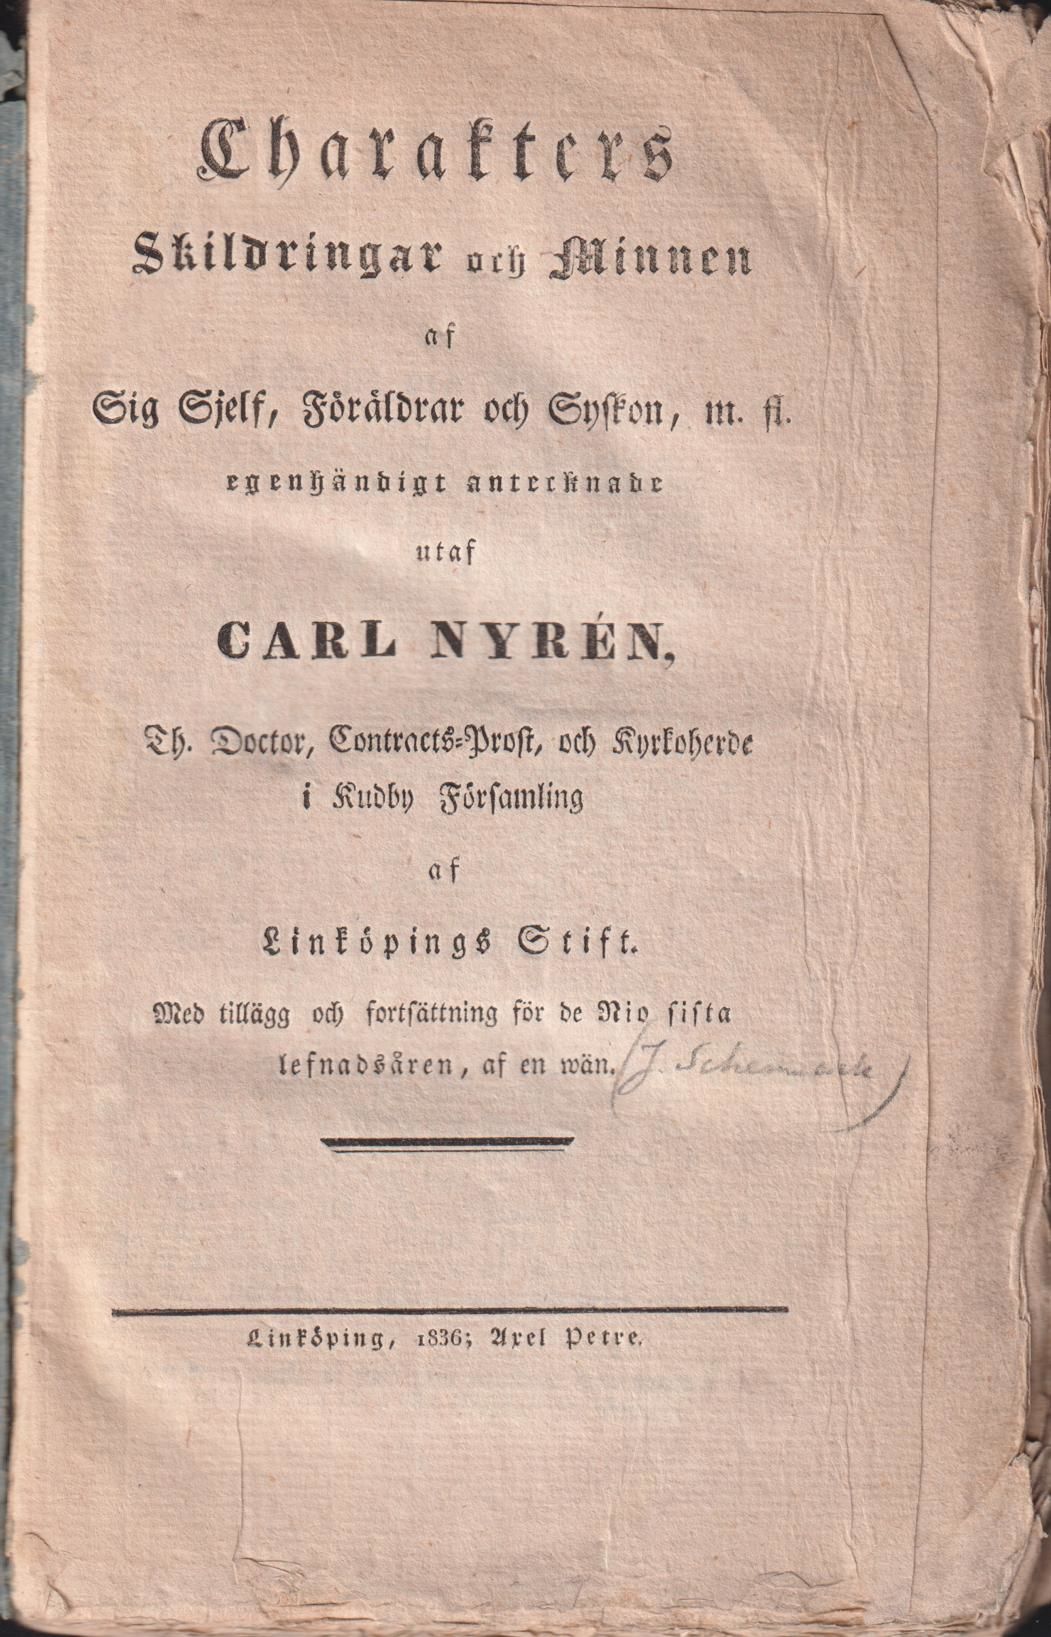 Charakters
Skildringar och Minnen
af
Sig Sjelf, Föräldrar och Syskon, m. fl.
egenhändigt antecknade
utaf
CARL NYRÉN,
Th. Doctor, Contracts-Prost, och Kyrkoherde
i Kudby Församling
af
Linköpings Stift.
Med tillägg och fortsättning för de Nio sista
lefnadsåren, af en wän. (J.
Linköping, 1836; Axel Petre.